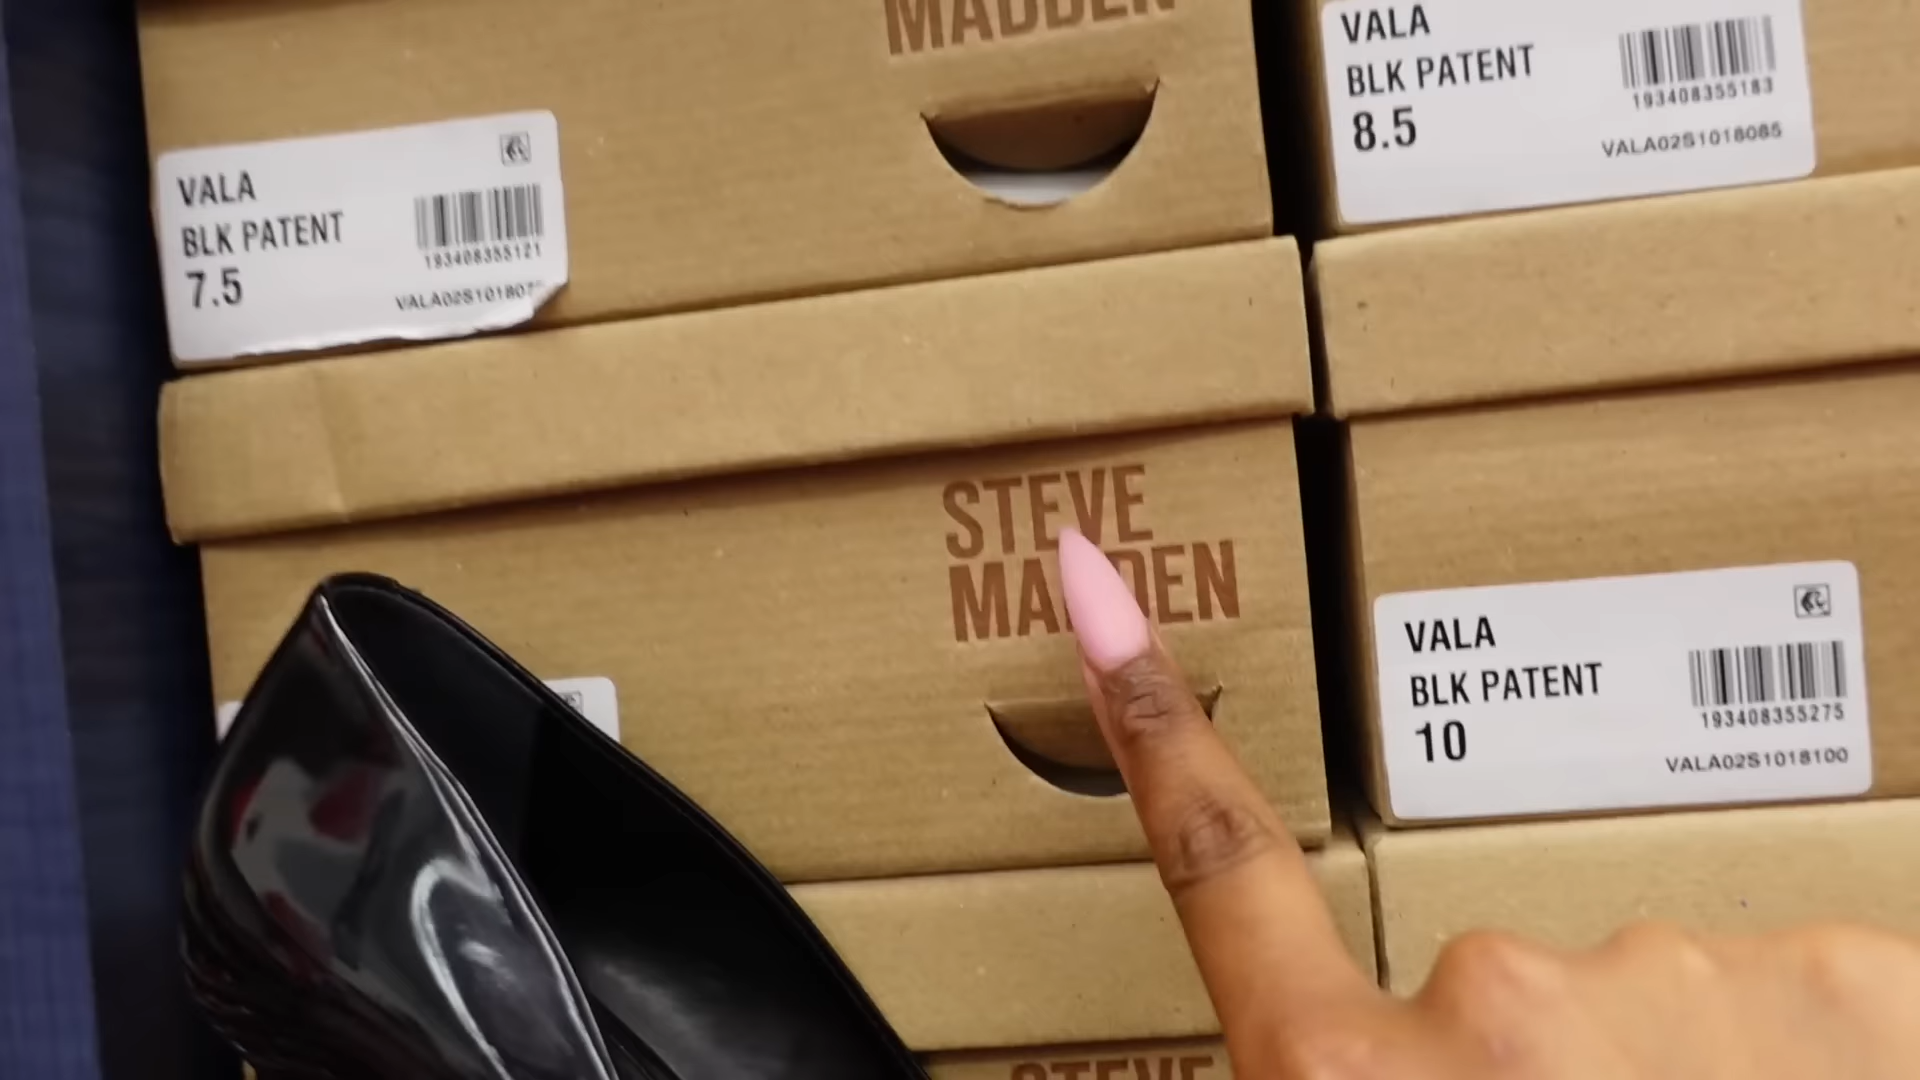 MADDEN
VALA
BLK PATENT
7.5
193408355121
VALA02S101807
VALA
BLK PATENT
8.5
193408355183
VALA02S1018085
STEVE
MADDEN
VALA
BLK PATENT
10
193408355275
VALA02S1018100
STEVE